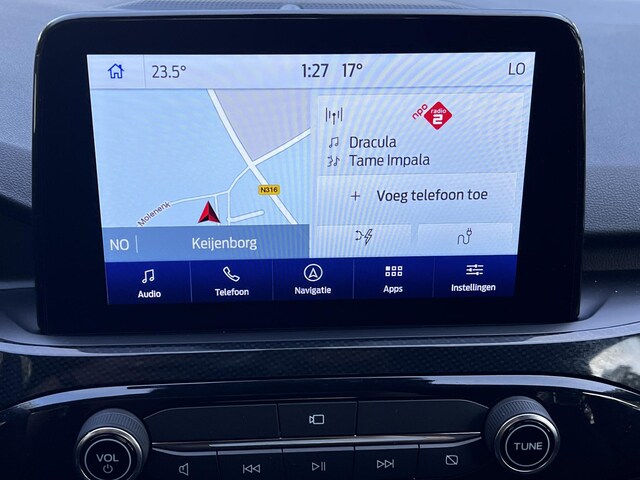 23.5° 1:27 17° LO
npo radio 2
Dracula
Tame Impala
+ Voeg telefoon toe
N316
Molenenk
NO Keijenborg
Audio Telefoon Navigatie Apps Instellingen
VOL TUNE